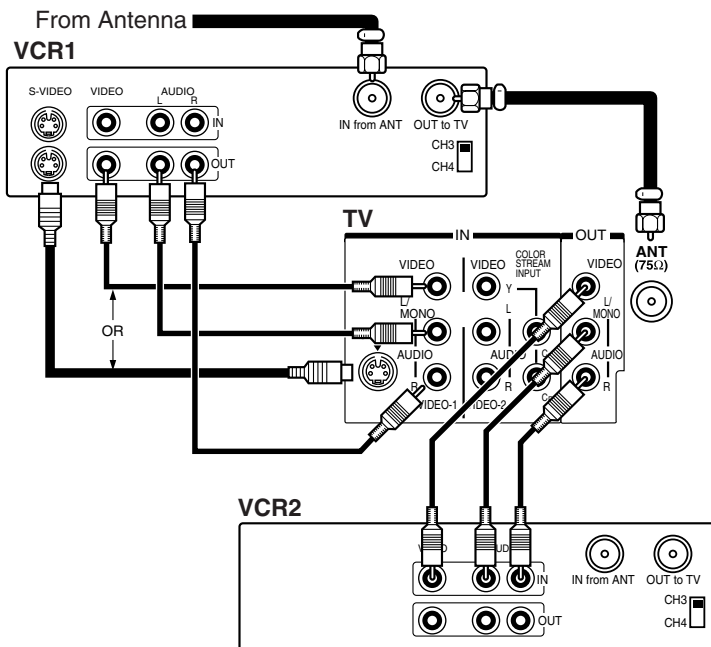 From Antenna
VCR1
S-VIDEO VIDEO AUDIO
L R
IN
IN from ANT OUT to TV
OUT
CH3
CH4
TV
IN OUT
ANT
(75Ω)
VIDEO VIDEO COLOR STREAM INPUT VIDEO
Y
L/ MONO L L/ MONO
OR
AUDIO AUDIO C AUDIO
R R C R
VIDEO-1
VCR2
IN
IN from ANT OUT to TV
CH3
CH4
OUT